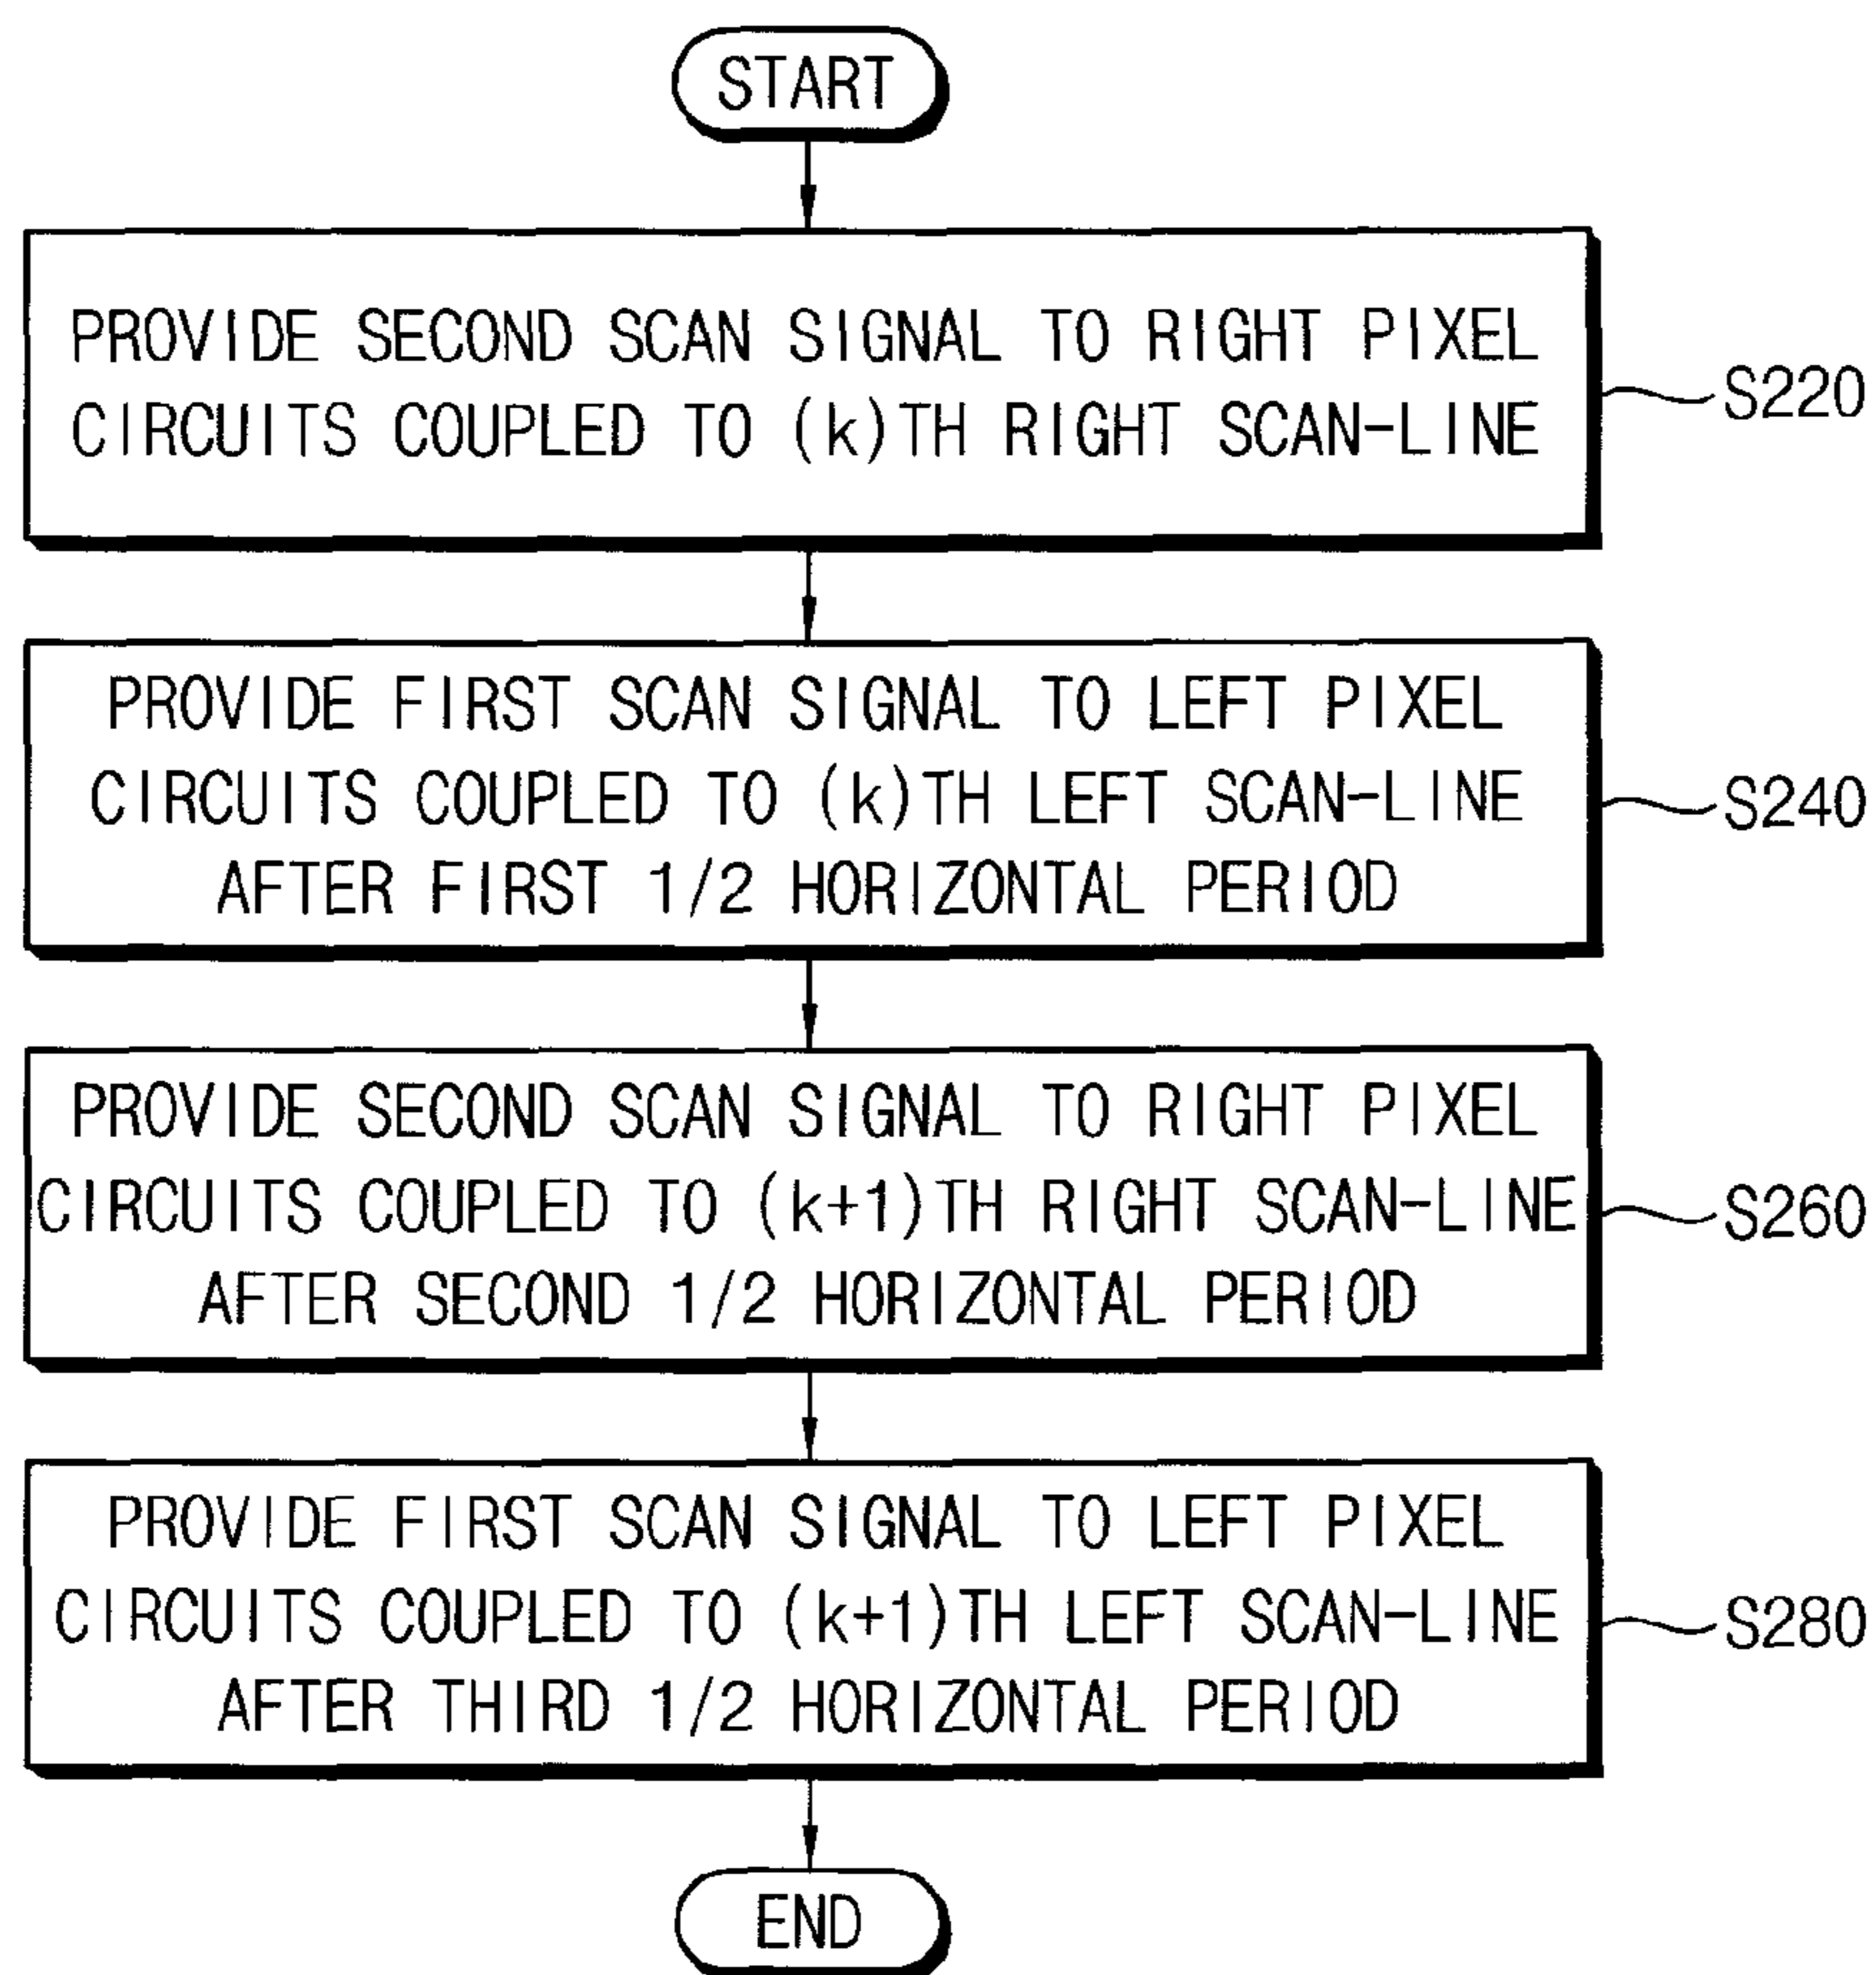 START
PROVIDE SECOND SCAN SIGNAL TO RIGHT PIXEL
CIRCUITS COUPLED TO (k)TH RIGHT SCAN-LINE
S220
PROVIDE FIRST SCAN SIGNAL TO LEFT PIXEL
CIRCUITS COUPLED TO (k)TH LEFT SCAN-LINE
AFTER FIRST 1/2 HORIZONTAL PERIOD
S240
PROVIDE SECOND SCAN SIGNAL TO RIGHT PIXEL
CIRCUITS COUPLED TO (k+1)TH RIGHT SCAN-LINE
AFTER SECOND 1/2 HORIZONTAL PERIOD
S260
PROVIDE FIRST SCAN SIGNAL TO LEFT PIXEL
CIRCUITS COUPLED TO (k+1)TH LEFT SCAN-LINE
AFTER THIRD 1/2 HORIZONTAL PERIOD
S280
END